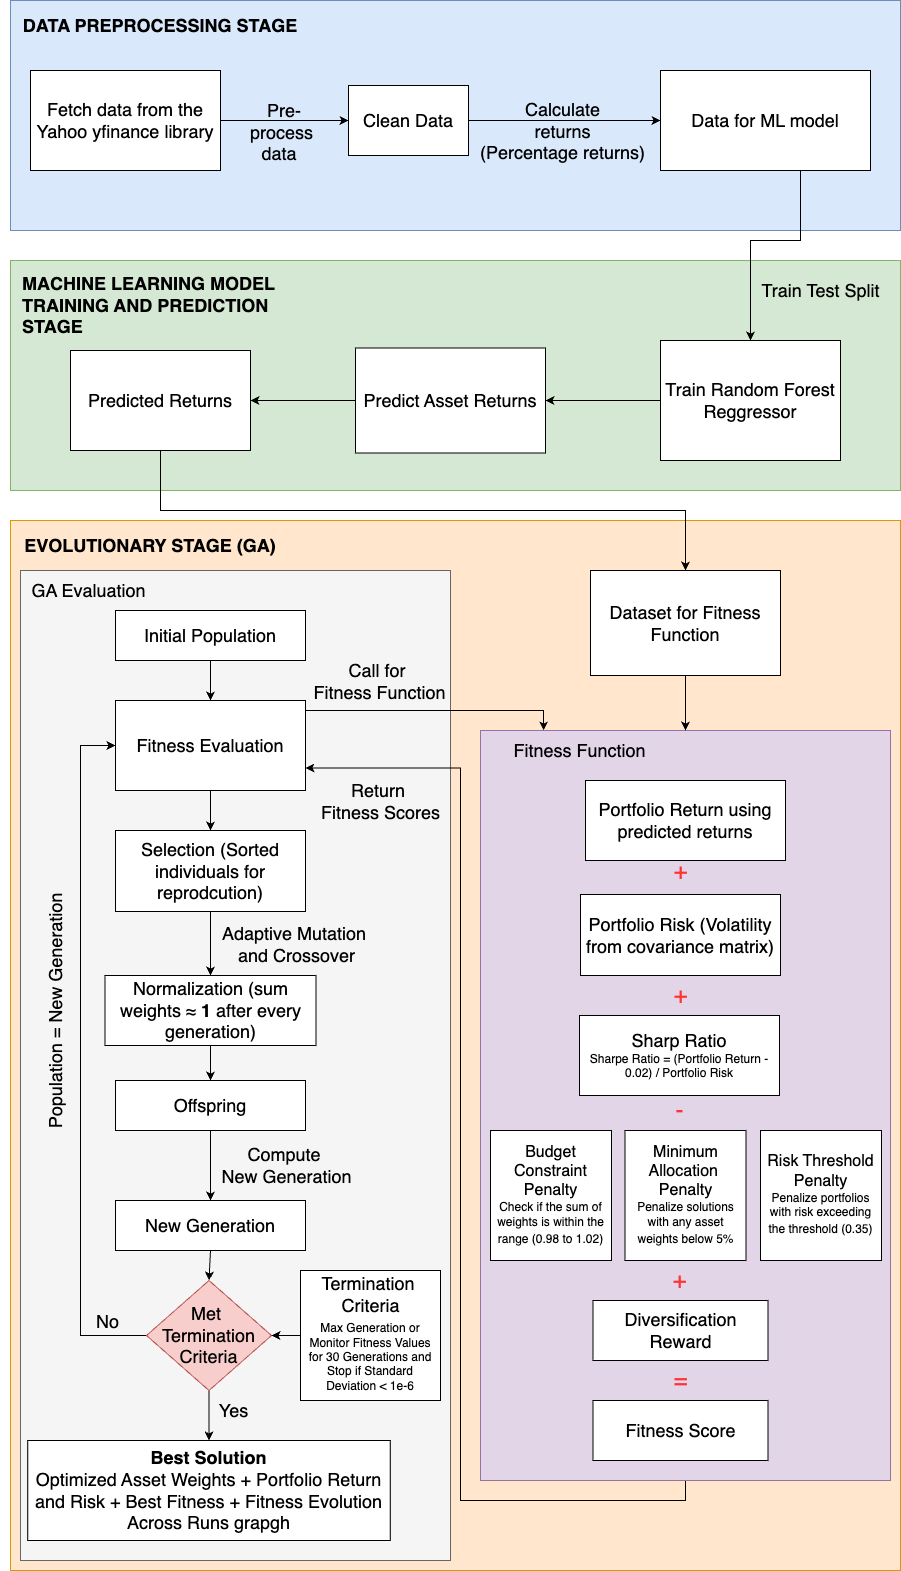 DATA PREPROCESSING STAGE
Fetch data from the
Yahoo yfinance library
Pre-
process
data
Clean Data
Calculate
returns
(Percentage returns)
Data for ML model
MACHINE LEARNING MODEL
TRAINING AND PREDICTION
STAGE
Train Test Split
Predicted Returns
Predict Asset Returns
Train Random Forest
Reggressor
EVOLUTIONARY STAGE (GA)
GA Evaluation
Initial Population
Call for
Fitness Function
Fitness Evaluation
Return
Fitness Scores
Selection (Sorted
individuals for
reprodcution)
Adaptive Mutation
and Crossover
Normalization (sum
weights ≈ 1 after every
generation)
Offspring
Compute
New Generation
New Generation
Population = New Generation
Met
Termination
Criteria
No
Yes
Termination
Criteria
Max Generation or
Monitor Fitness Values
for 30 Generations and
Stop if Standard
Deviation < 1e-6
Best Solution
Optimized Asset Weights + Portfolio Return
and Risk + Best Fitness + Fitness Evolution
Across Runs grapgh
Dataset for Fitness
Function
Fitness Function
Portfolio Return using
predicted returns
+
Portfolio Risk (Volatility
from covariance matrix)
+
Sharp Ratio
Sharpe Ratio = (Portfolio Return -
0.02) / Portfolio Risk
-
Budget
Constraint
Penalty
Check if the sum of
weights is within the
range (0.98 to 1.02)
Minimum
Allocation
Penalty
Penalize solutions
with any asset
weights below 5%
Risk Threshold
Penalty
Penalize portfolios
with risk exceeding
the threshold (0.35)
+
Diversification
Reward
=
Fitness Score